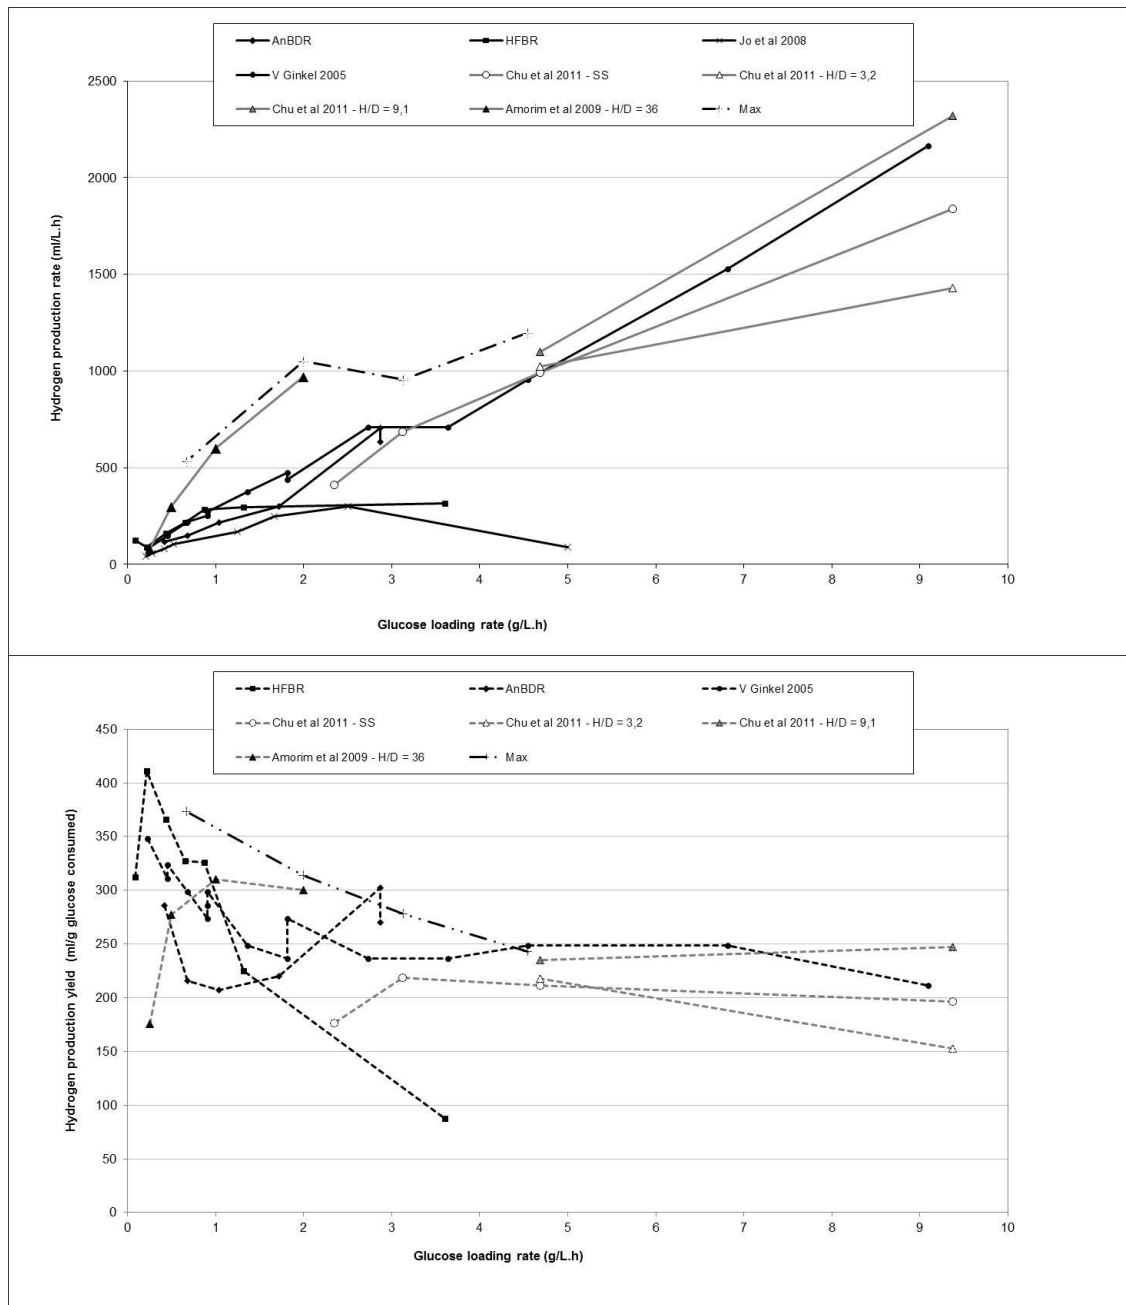 AnBDR HFBR Jo et al 2008
V Ginkel 2005 Chu et al 2011 - SS Chu et al 2011 - H/D = 3,2
Chu et al 2011 - H/D = 9,1 Amorim et al 2009 - H/D = 36 Max
2500
2000
1500
1000
500
0
0 1 2 3 4 5 6 7 8 9 10
Hydrogen production rate (ml/L.h)
Glucose loading rate (g/L.h)
HFBR AnBDR V Ginkel 2005
Chu et al 2011 - SS Chu et al 2011 - H/D = 3,2 Chu et al 2011 - H/D = 9,1
Amorim et al 2009 - H/D = 36 Max
450
400
350
300
250
200
150
100
50
0
0 1 2 3 4 5 6 7 8 9 10
Hydrogen production yield (ml/g glucose consumed)
Glucose loading rate (g/L.h)